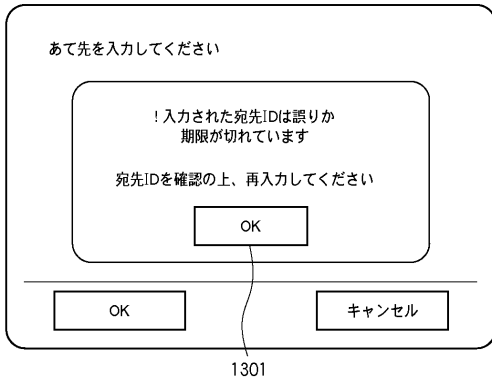 あて先を入力してください
！入力された宛先IDは誤りか
期限が切れています
宛先IDを確認の上、再入力してください
OK
OK
キャンセル
1301